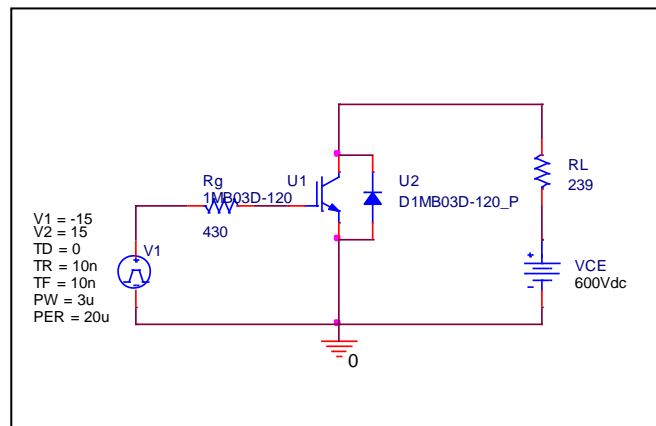 Rg
1MB03D-120
430
U1
U2
D1MB03D-120_P
RL
239
V1 = -15
V2 = 15
TD = 0
TR = 10n
TF = 10n
PW = 3u
PER = 20u
V1
+
-
+
-
VCE
600Vdc
0